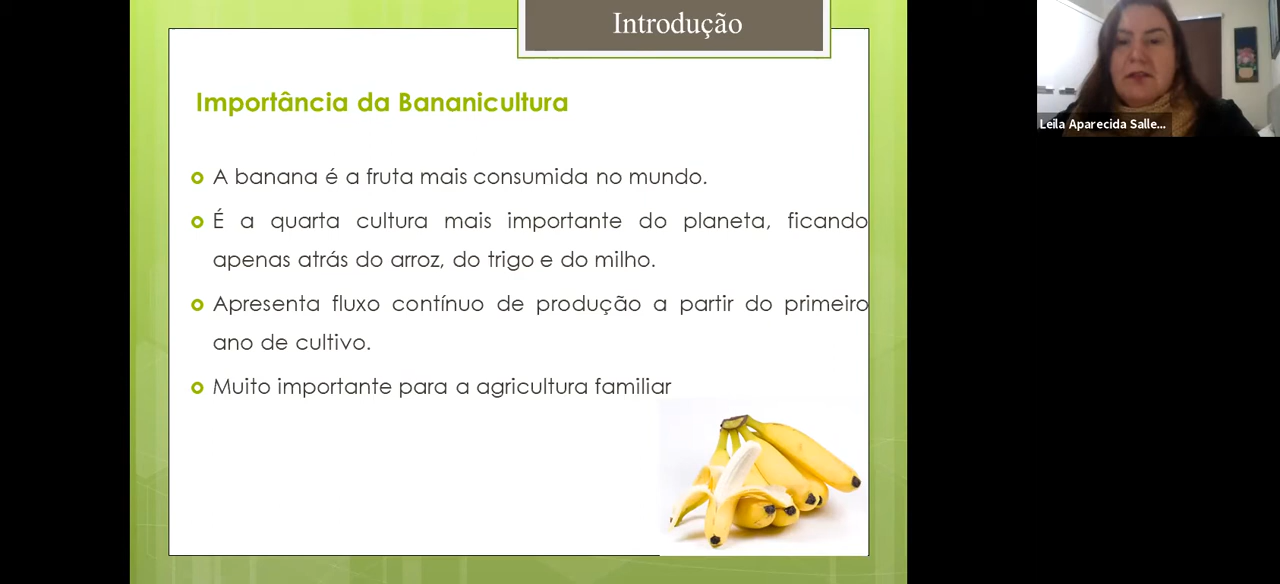 Introdução
Importância da Bananicultura
A banana é a fruta mais consumida no mundo.
É a quarta cultura mais importante do planeta, ficando
apenas atrás do arroz, do trigo e do milho.
Apresenta fluxo contínuo de produção a partir do primeiro
ano de cultivo.
Muito importante para a agricultura familiar
Leila Aparecida Salle...